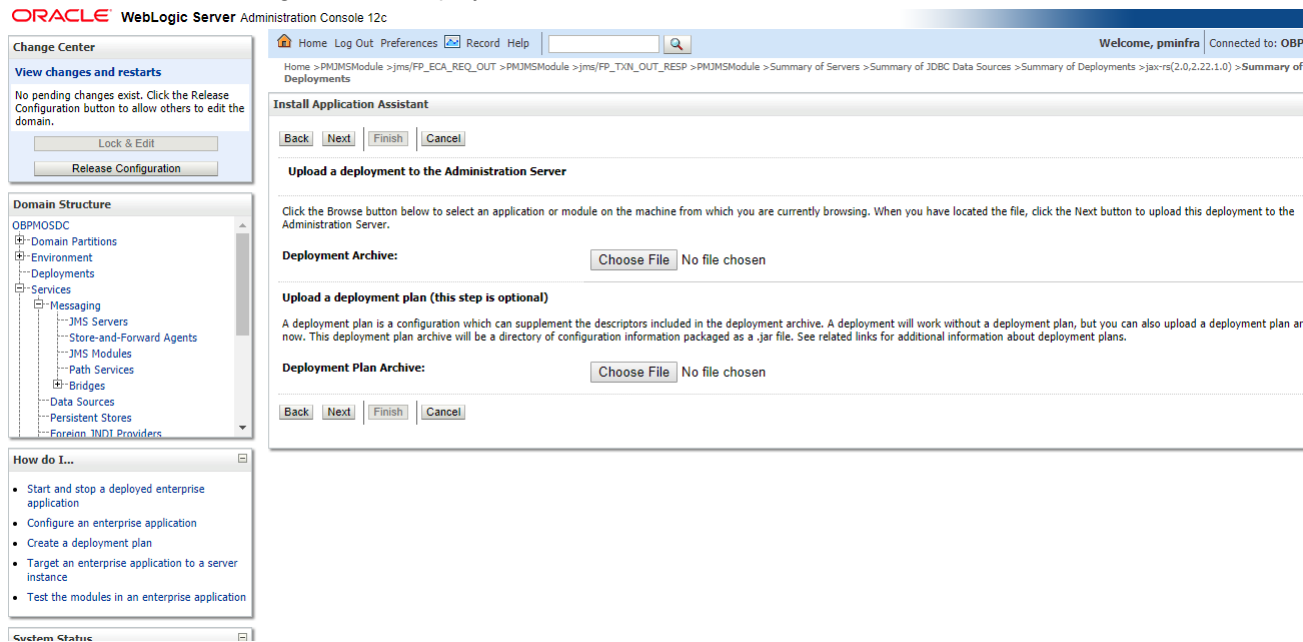 ORACLE WebLogic Server Administration Console 12c
Change Center
View changes and restarts
No pending changes exist. Click the Release
Configuration button to allow others to edit the
domain.
Lock & Edit
Release Configuration
Domain Structure
OBPMOSDC
Domain Partitions
Environment
Deployments
Services
Messaging
JMS Servers
Store-and-Forward Agents
JMS Modules
Path Services
Bridges
Data Sources
Persistent Stores
Foreign JNDI Providers
How do I...
Start and stop a deployed enterprise
application
Configure an enterprise application
Create a deployment plan
Target an enterprise application to a server
instance
Test the modules in an enterprise application
System Status
Home Log Out Preferences Record Help
Welcome, pminfra Connected to: OBP
Home >PMJMSModule >jms/FP_ECA_REQ_OUT >PMJMSModule >jms/FP_TXN_OUT_RESP >PMJMSModule >Summary of Servers >Summary of JDBC Data Sources >Summary of Deployments >jax-rs(2.0,2.22.1.0) >Summary of
Deployments
Install Application Assistant
Back Next Finish Cancel
Upload a deployment to the Administration Server
Click the Browse button below to select an application or module on the machine from which you are currently browsing. When you have located the file, click the Next button to upload this deployment to the
Administration Server.
Deployment Archive: Choose File No file chosen
Upload a deployment plan (this step is optional)
A deployment plan is a configuration which can supplement the descriptors included in the deployment archive. A deployment will work without a deployment plan, but you can also upload a deployment plan ar
now. This deployment plan archive will be a directory of configuration information packaged as a .jar file. See related links for additional information about deployment plans.
Deployment Plan Archive: Choose File No file chosen
Back Next Finish Cancel